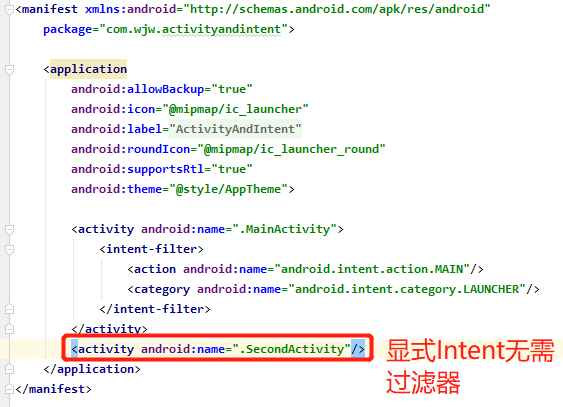 <manifest xmlns:android="http://schemas.android.com/apk/res/android"
package="com.wjw.activityandintent">
<application
android:allowBackup="true"
android:icon="@mipmap/ic_launcher"
android:label="ActivityAndIntent"
android:roundIcon="@mipmap/ic_launcher_round"
android:supportsRtl="true"
android:theme="@style/AppTheme">
<activity android:name=".MainActivity">
<intent-filter>
<action android:name="android.intent.action.MAIN"/>
<category android:name="android.intent.category.LAUNCHER"/>
</intent-filter>
</activity>
<activity android:name=".SecondActivity"/>
显式Intent无需
过滤器
</application>
</manifest>